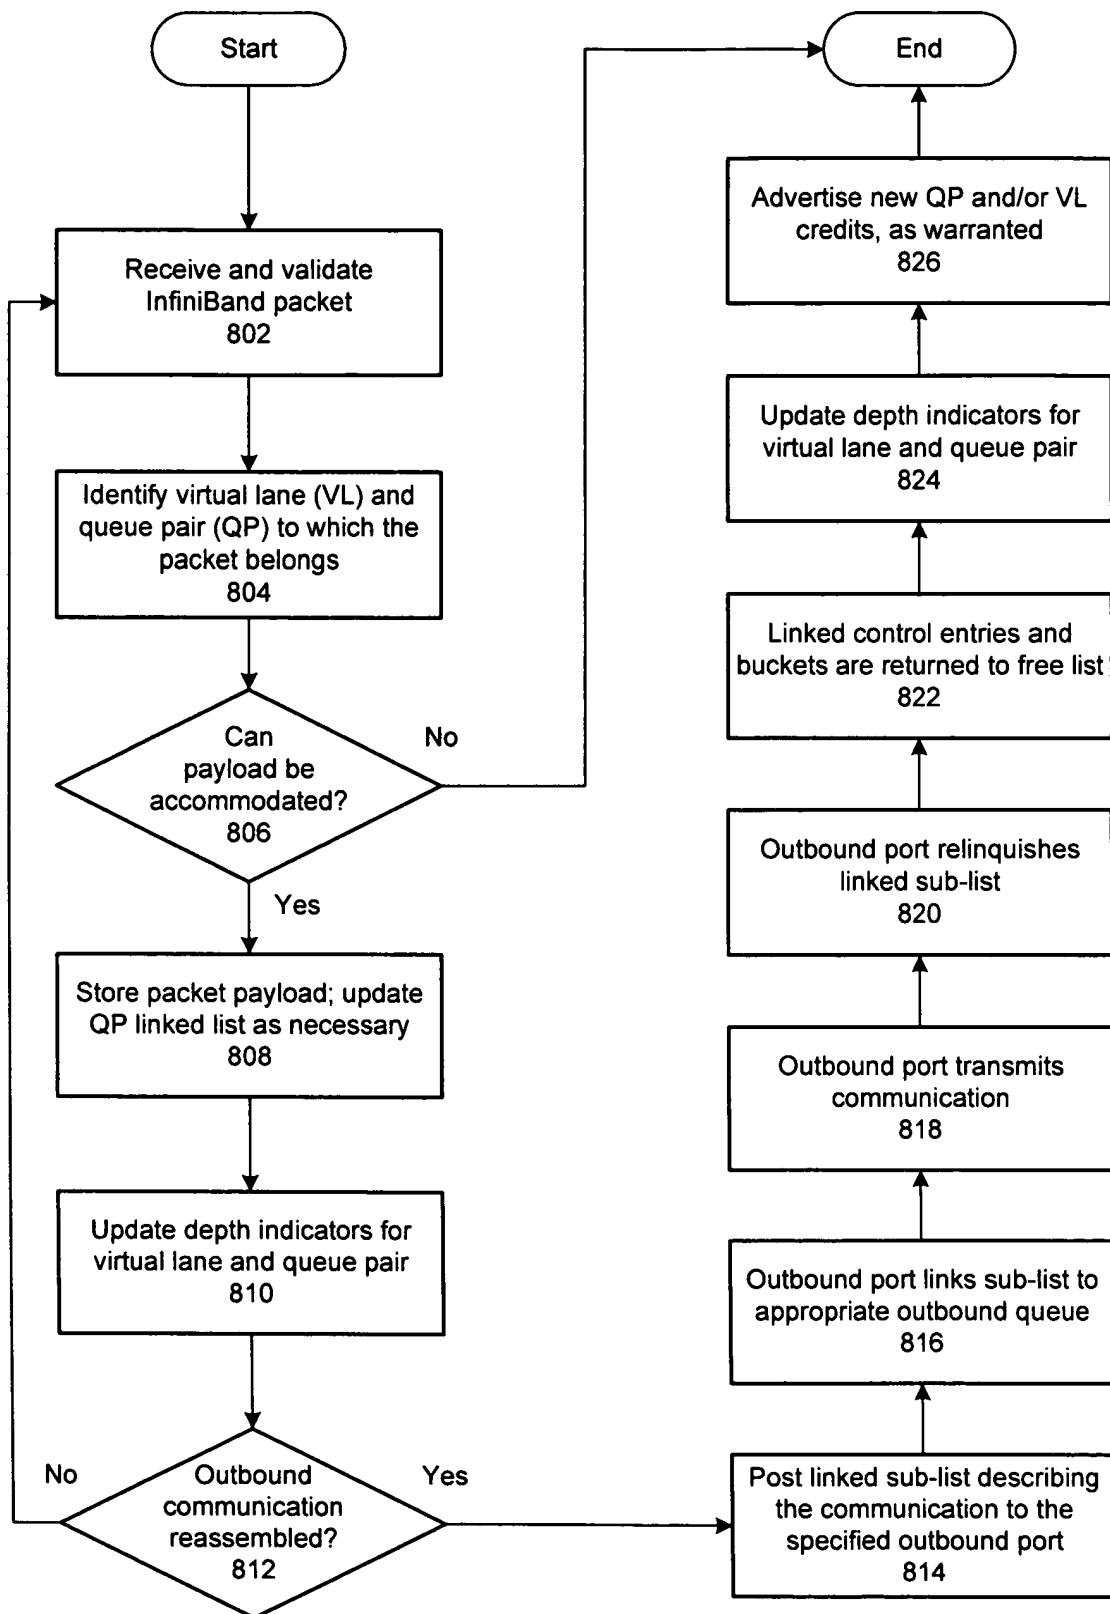 Start
Receive and validate
InfiniBand packet
802
Identify virtual lane (VL) and
queue pair (QP) to which the
packet belongs
804
Can
payload be
accommodated?
806
No
Yes
Store packet payload; update
QP linked list as necessary
808
Update depth indicators for
virtual lane and queue pair
810
Outbound
communication
reassembled?
812
No
Yes
Post linked sub-list describing
the communication to the
specified outbound port
814
Outbound port links sub-list to
appropriate outbound queue
816
Outbound port transmits
communication
818
Outbound port relinquishes
linked sub-list
820
Linked control entries and
buckets are returned to free list
822
Update depth indicators for
virtual lane and queue pair
824
Advertise new QP and/or VL
credits, as warranted
826
End